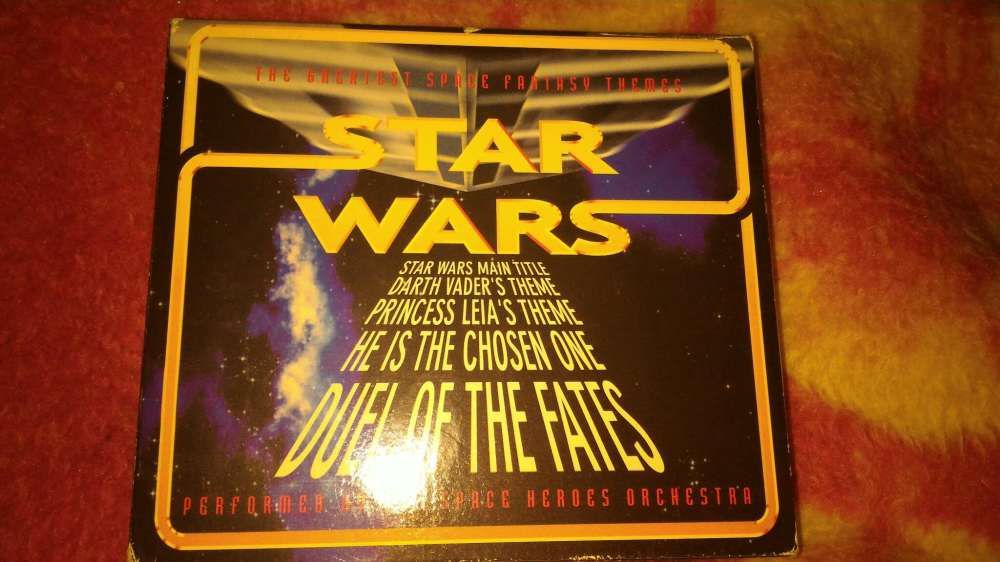 THE GREATEST SPACE FANTASY THEMES
STAR
WARS
STAR WARS MAIN TITLE
DARTH VADER'S THEME
PRINCESS LEIA'S THEME
HE IS THE CHOSEN ONE
DUEL OF THE FATES
PERFORMED SPACE HEROES ORCHESTRA